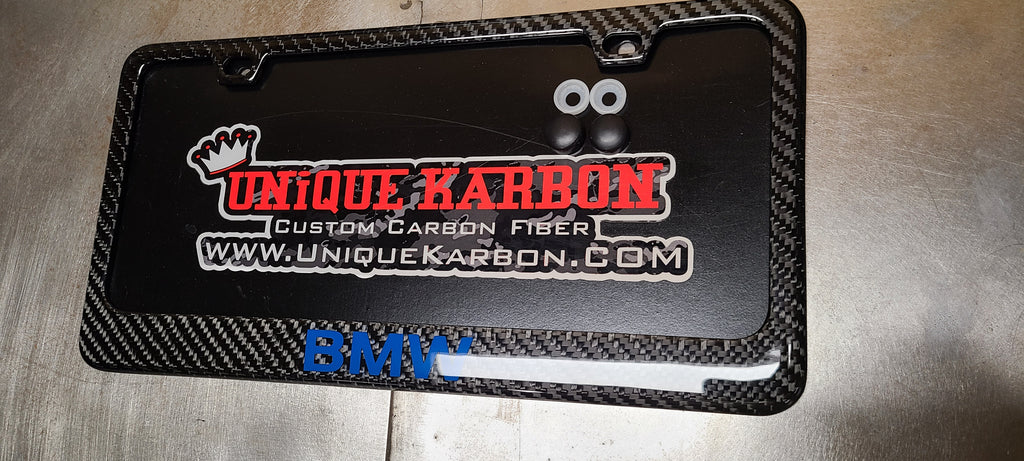 UNiQUE KARBON
CUSTOM CARBON FIBER
WWW.UNIQUEKARBON.COM
BMW